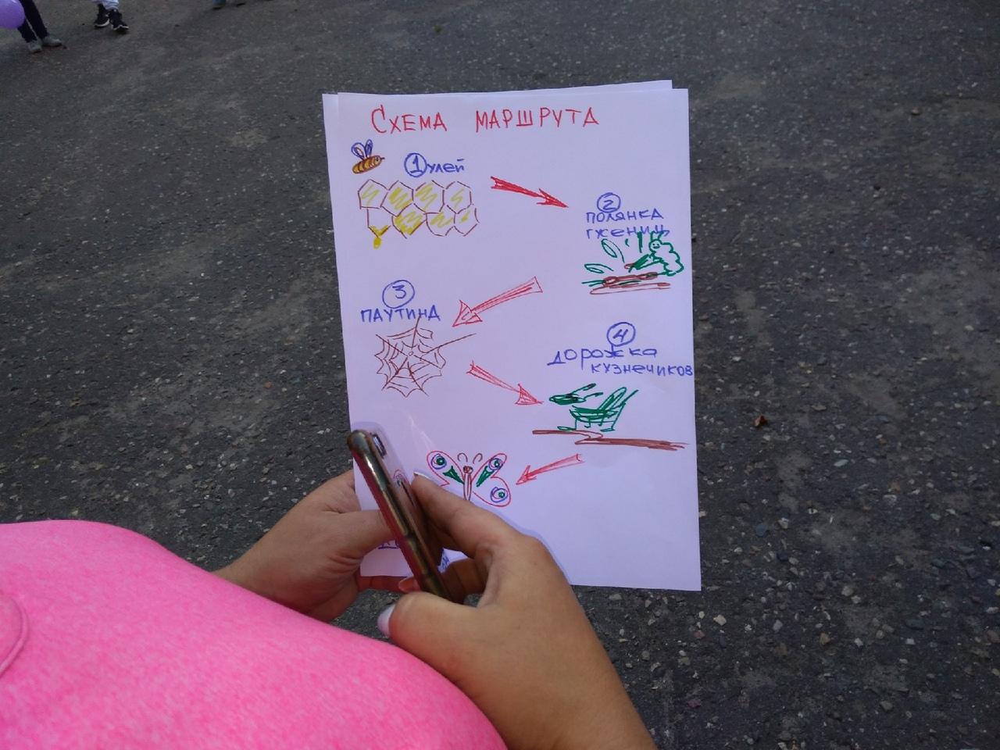 СХЕМА МАРШРУТА
1 УЛЕЙ
2
ПОЛЯНКА
ГУСЕНИЦ
3
ПАУТИНА
4
ДОРОЖКА
КУЗНЕЧИКОВ